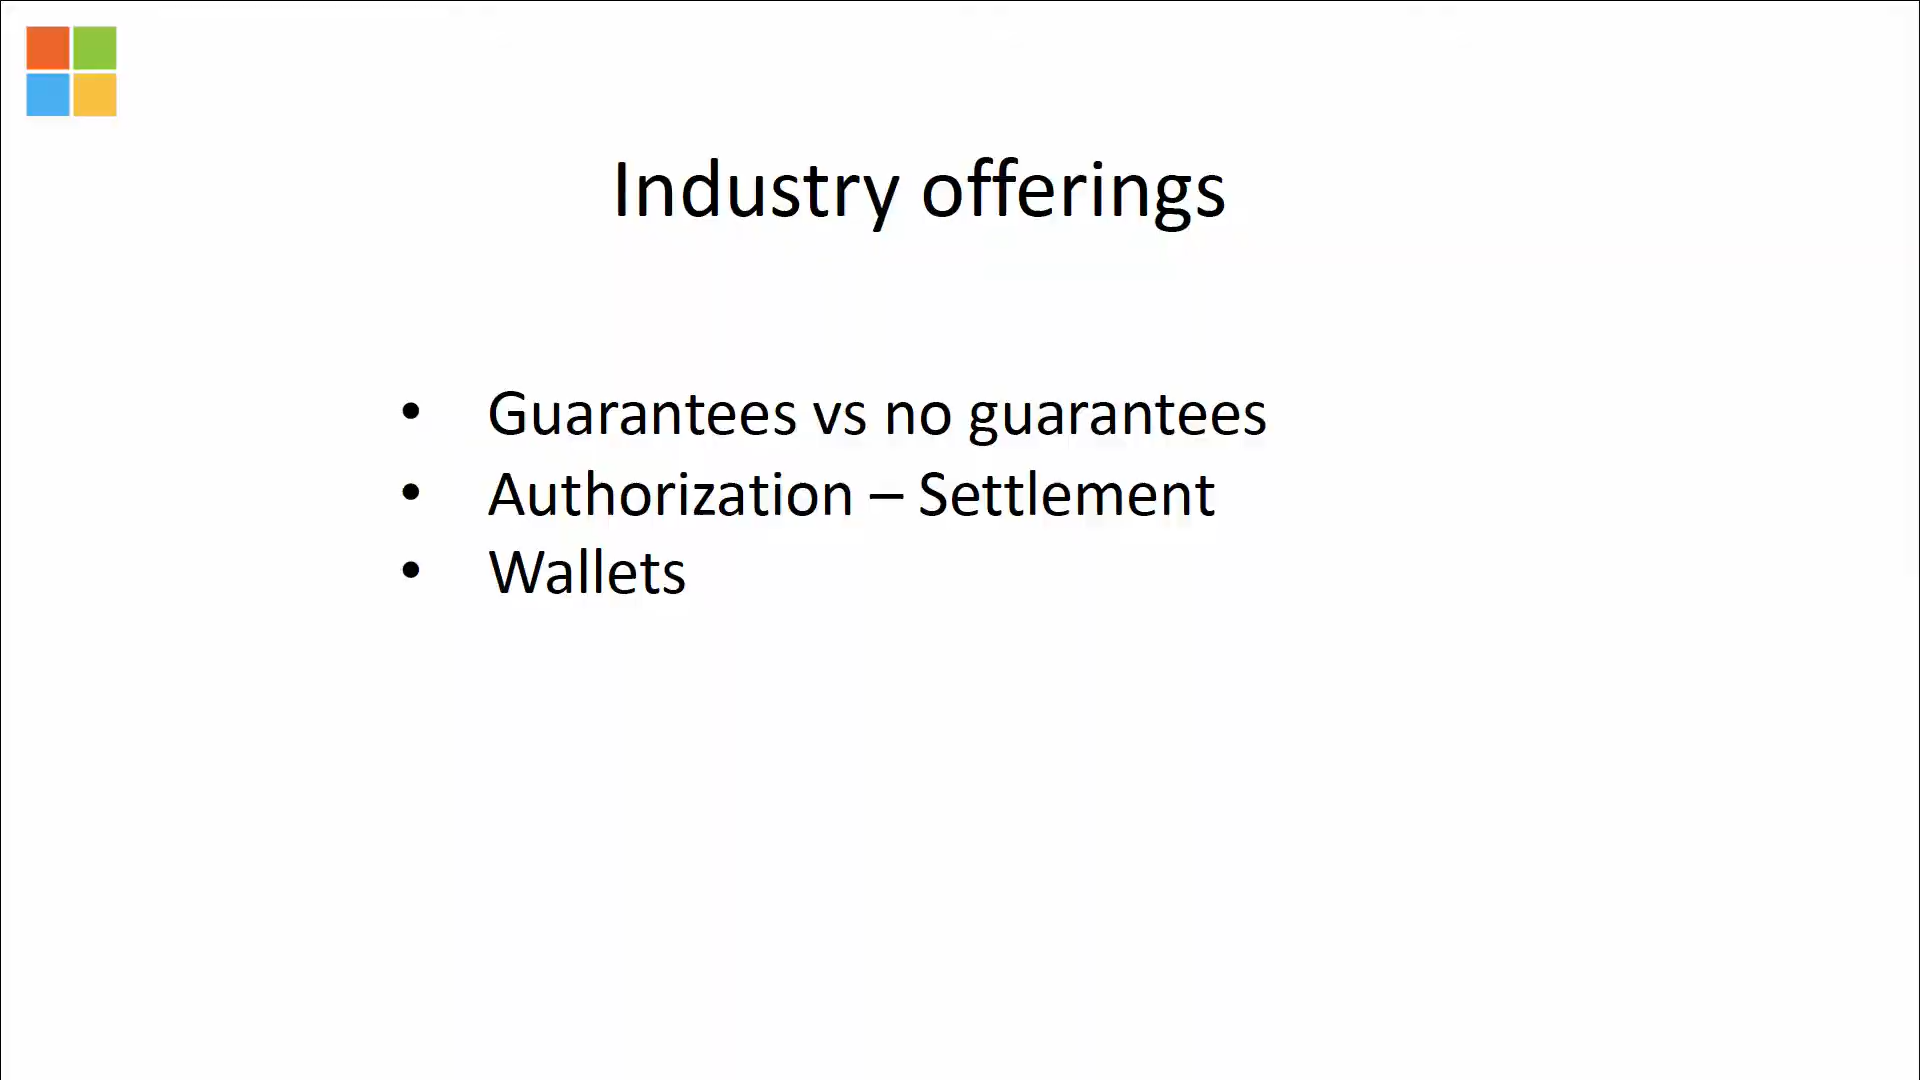 Industry offerings
• Guarantees vs no guarantees
• Authorization – Settlement
• Wallets